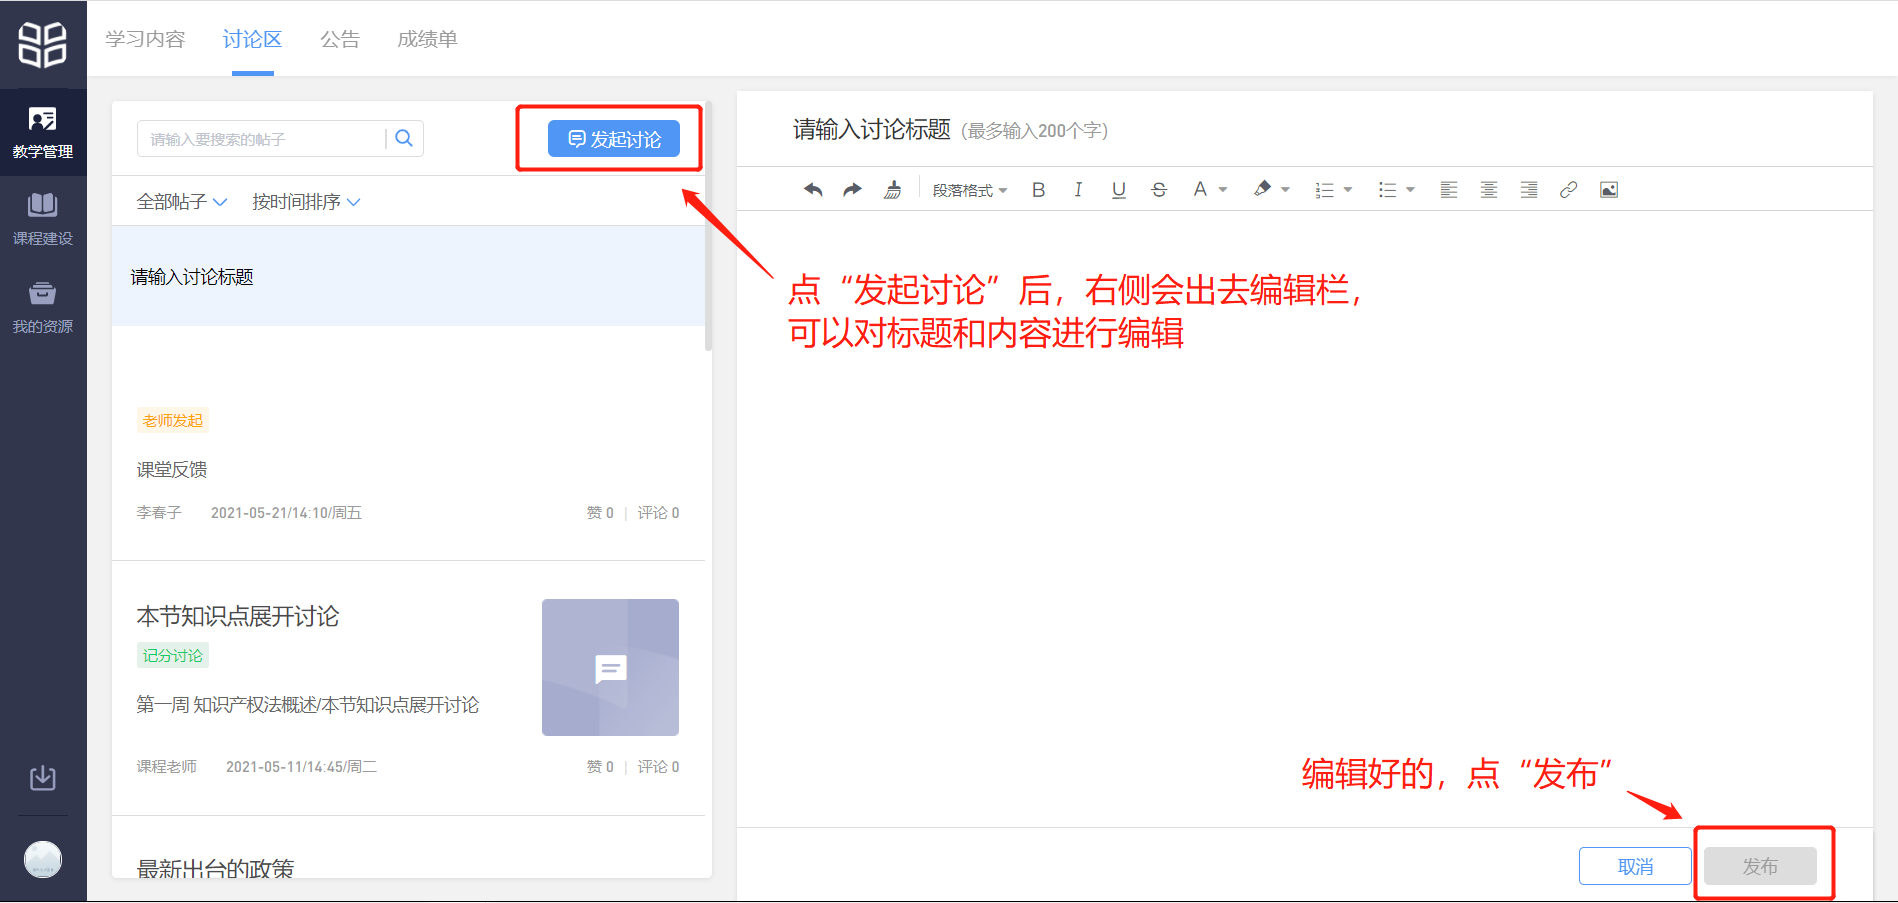 学习内容 讨论区 公告 成绩单
教学管理
课程建设
我的资源
请输入要搜索的帖子
发起讨论
全部帖子 按时间排序
请输入讨论标题
老师发起
课堂反馈
李春子 2021-05-21/14:10/周五 赞 0 | 评论 0
本节知识点展开讨论
记分讨论
第一周 知识产权法概述/本节知识点展开讨论
课程老师 2021-05-11/14:45/周二 赞 0 | 评论 0
最新出台的政策
请输入讨论标题（最多输入200个字）
段落格式 B I U S A
点“发起讨论”后，右侧会出去编辑栏，
可以对标题和内容进行编辑
编辑好的，点“发布”
取消 发布